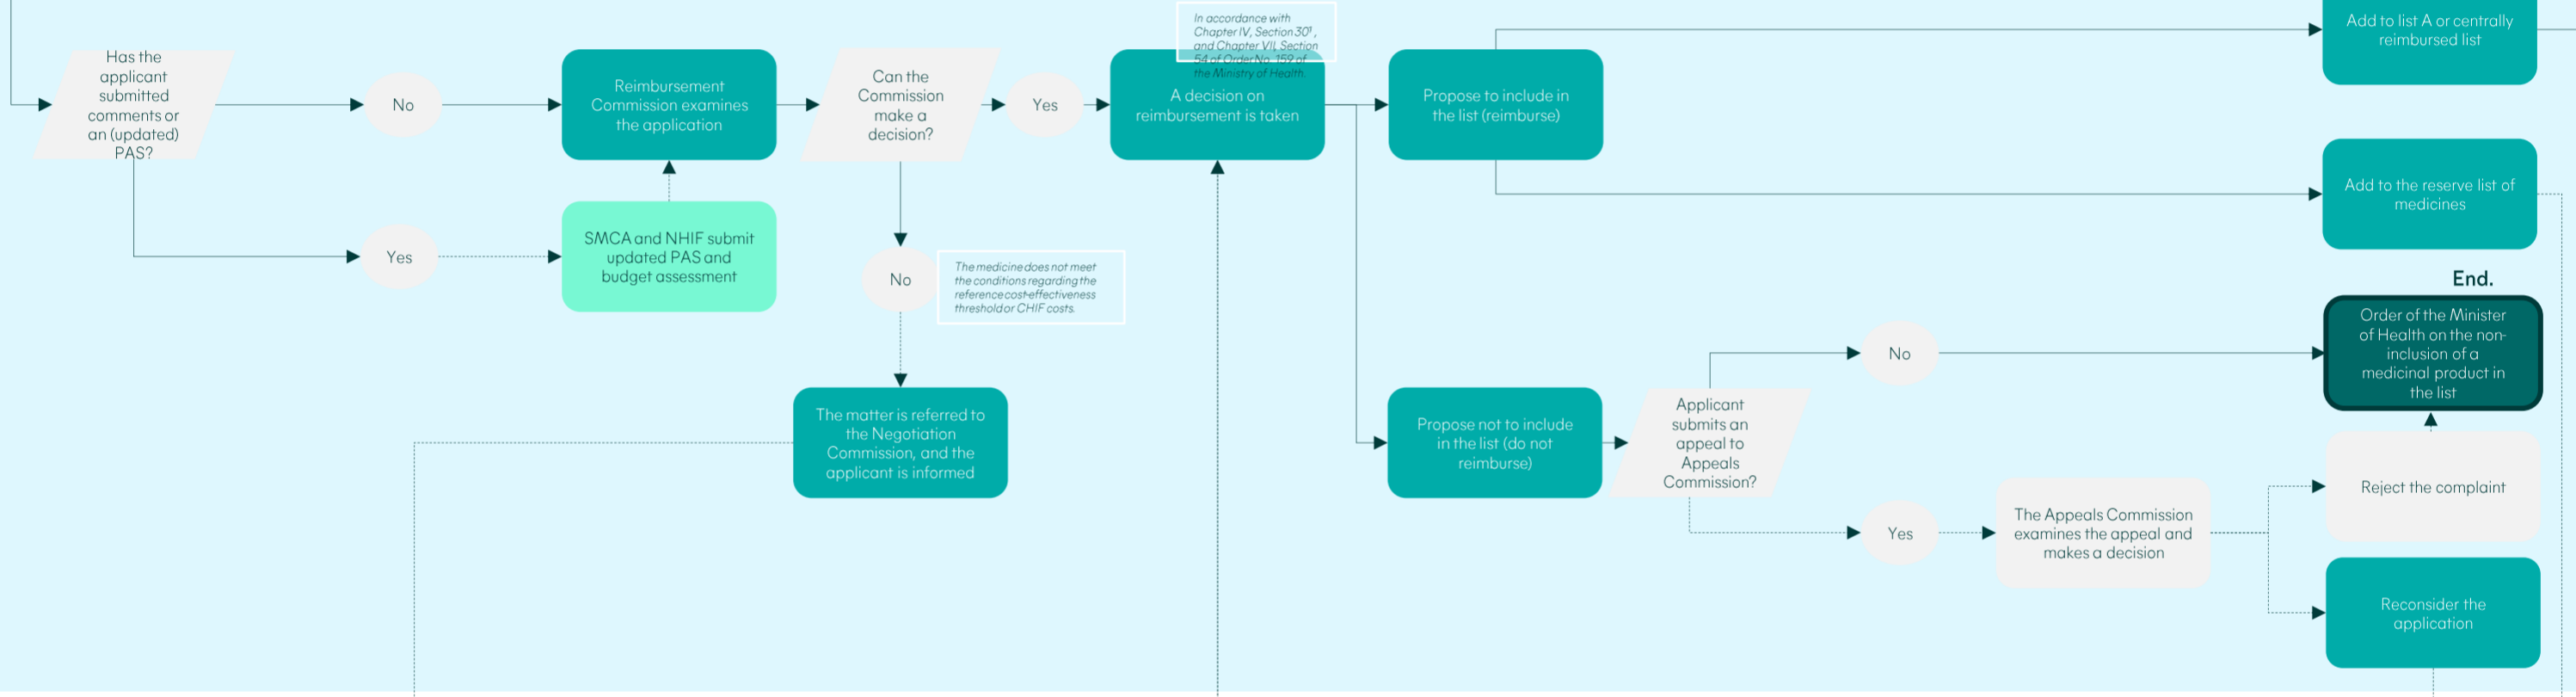 Has the
applicant
submitted
comments or
an (updated)
PAS?
No
Yes
Reimbursement
Commission examines
the application
SMCA and NHIF submit
updated PAS and
budget assessment
Can the
Commission
make a
decision?
Yes
No
The medicine does not meet
the conditions regarding the
reference cost-effectiveness
threshold or CHIF costs.
The matter is referred to
the Negotiation
Commission, and the
applicant is informed
In accordance with
Chapter IV, Section 30¹,
and Chapter VII, Section
54 of Order No. 159 of
the Ministry of Health.
A decision on
reimbursement is taken
Propose to include in
the list (reimburse)
Add to list A or centrally
reimbursed list
Add to the reserve list of
medicines
Propose not to include
in the list (do not
reimburse)
Applicant
submits an
appeal to
Appeals
Commission?
No
Yes
End.
Order of the Minister
of Health on the non-
inclusion of a
medicinal product in
the list
The Appeals Commission
examines the appeal and
makes a decision
Reject the complaint
Reconsider the
application